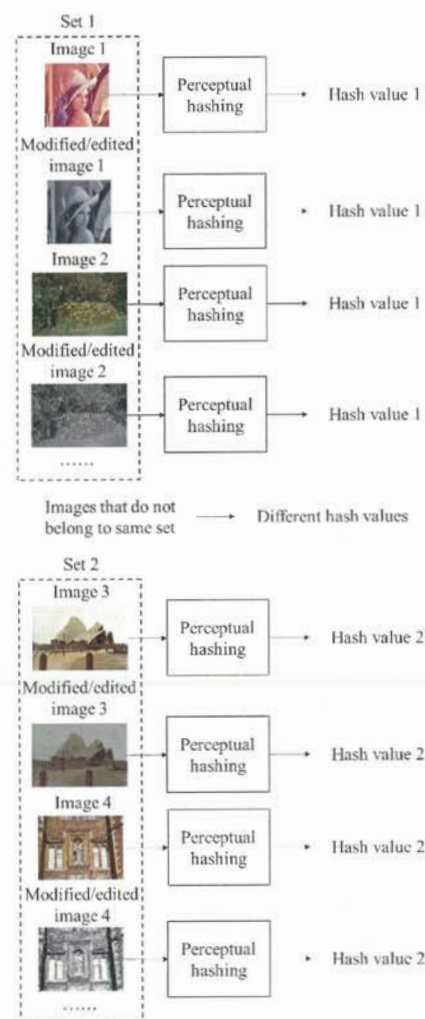 Set 1
Image 1
Perceptual
hashing
Hash value 1
Modified/edited
image 1
Perceptual
hashing
Hash value 1
Image 2
Perceptual
hashing
Hash value 1
Modified/edited
image 2
Perceptual
hashing
Hash value 1
......
Images that do not
belong to same set
Different hash values
Set 2
Image 3
Perceptual
hashing
Hash value 2
Modified/edited
image 3
Perceptual
hashing
Hash value 2
Image 4
Perceptual
hashing
Hash value 2
Modified/edited
image 4
Perceptual
hashing
Hash value 2
......